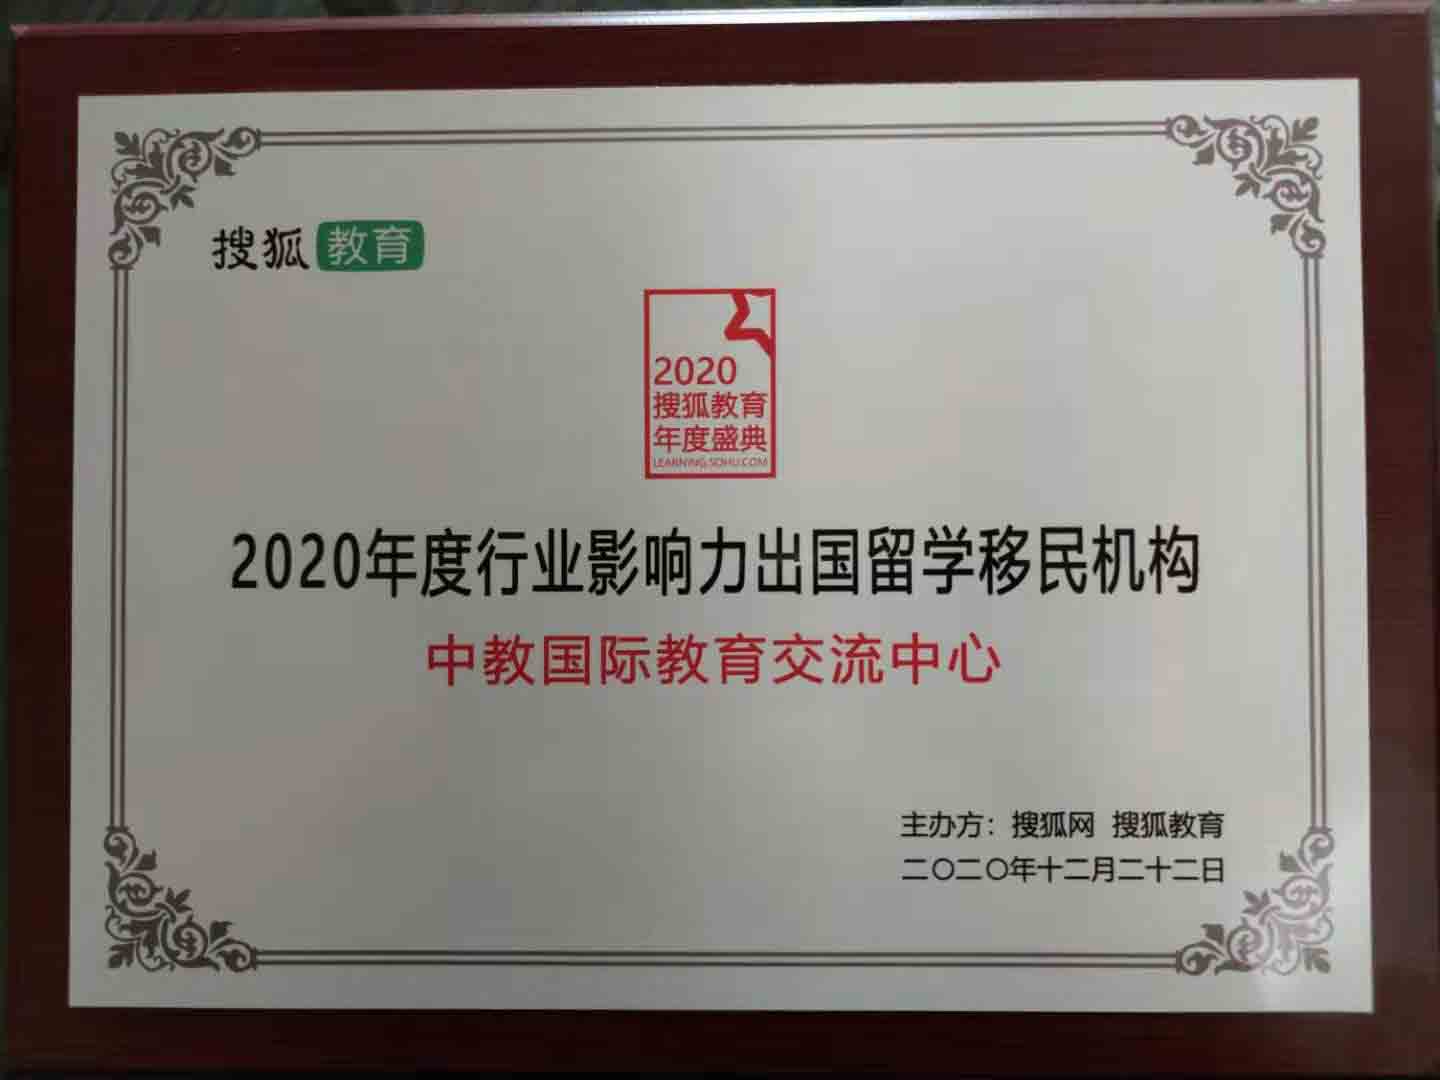 搜狐 教育
2020
搜狐教育
年度盛典
LEARNING.SOHU.COM
2020年度行业影响力出国留学移民机构
中教国际教育交流中心
主办方：搜狐网 搜狐教育
二〇二〇年十二月二十二日